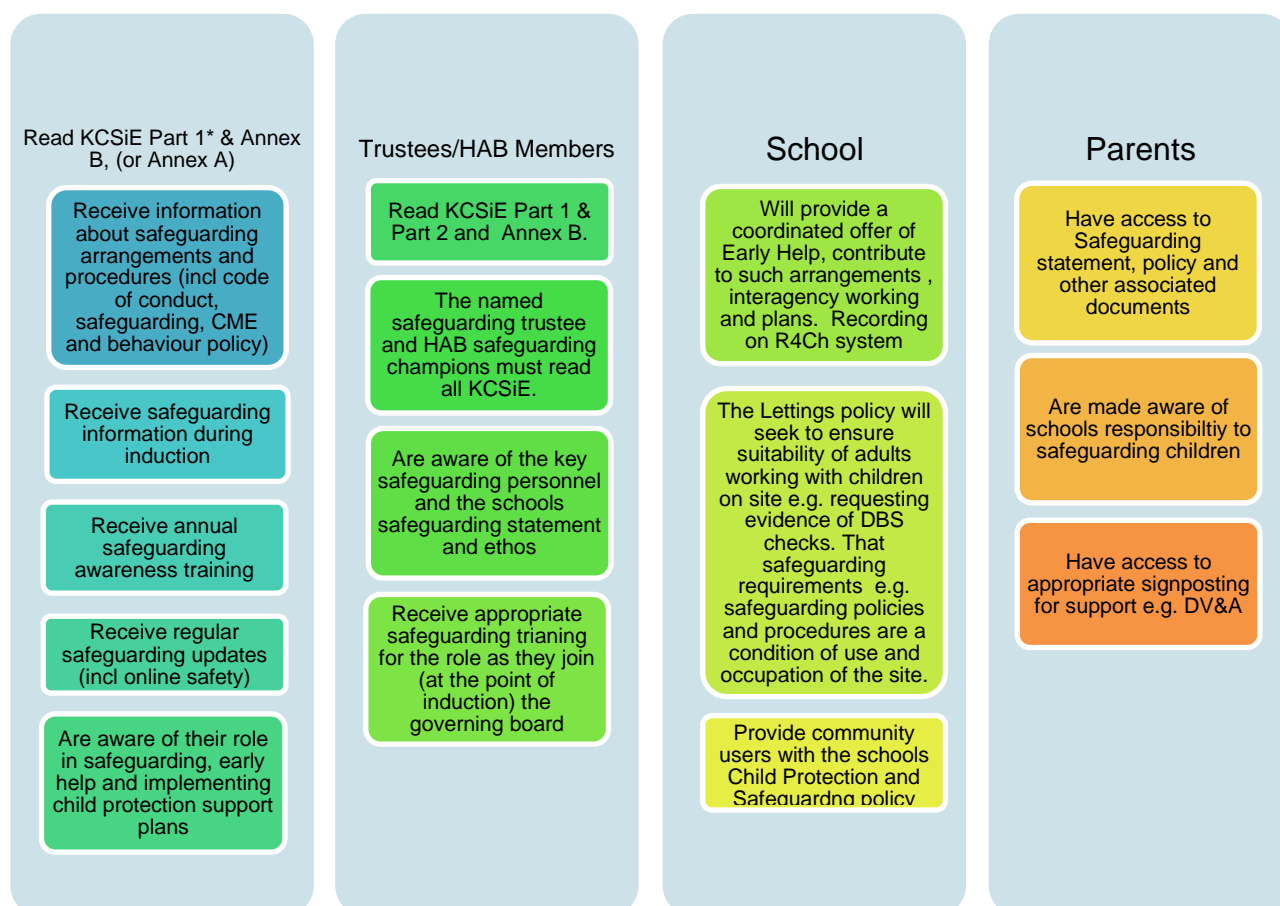 Read KCSiE Part 1* & Annex
B, (or Annex A)
Receive information
about safeguarding
arrangements and
procedures (incl code
of conduct,
safeguarding, CME
and behaviour policy)
Receive safeguarding
information during
induction
Receive annual
safeguarding
awareness training
Receive regular
safeguarding updates
(incl online safety)
Are aware of their role
in safeguarding, early
help and implementing
child protection support
plans
Trustees/HAB Members
Read KCSiE Part 1 &
Part 2 and Annex B.
The named
safeguarding trustee
and HAB safeguarding
champions must read
all KCSiE.
Are aware of the key
safeguarding personnel
and the schools
safeguarding statement
and ethos
Receive appropriate
safeguarding trianing
for the role as they join
(at the point of
induction) the
governing board
School
Will provide a
coordinated offer of
Early Help, contribute
to such arrangements ,
interagency working
and plans. Recording
on R4Ch system
The Lettings policy will
seek to ensure
suitability of adults
working with children
on site e.g. requesting
evidence of DBS
checks. That
safeguarding
requirements e.g.
safeguarding policies
and procedures are a
condition of use and
occupation of the site.
Provide community
users with the schools
Child Protection and
Safeguardng policy
Parents
Have access to
Safeguarding
statement, policy and
other associated
documents
Are made aware of
schools responsibiltiy to
safeguarding children
Have access to
appropriate signposting
for support e.g. DV&A